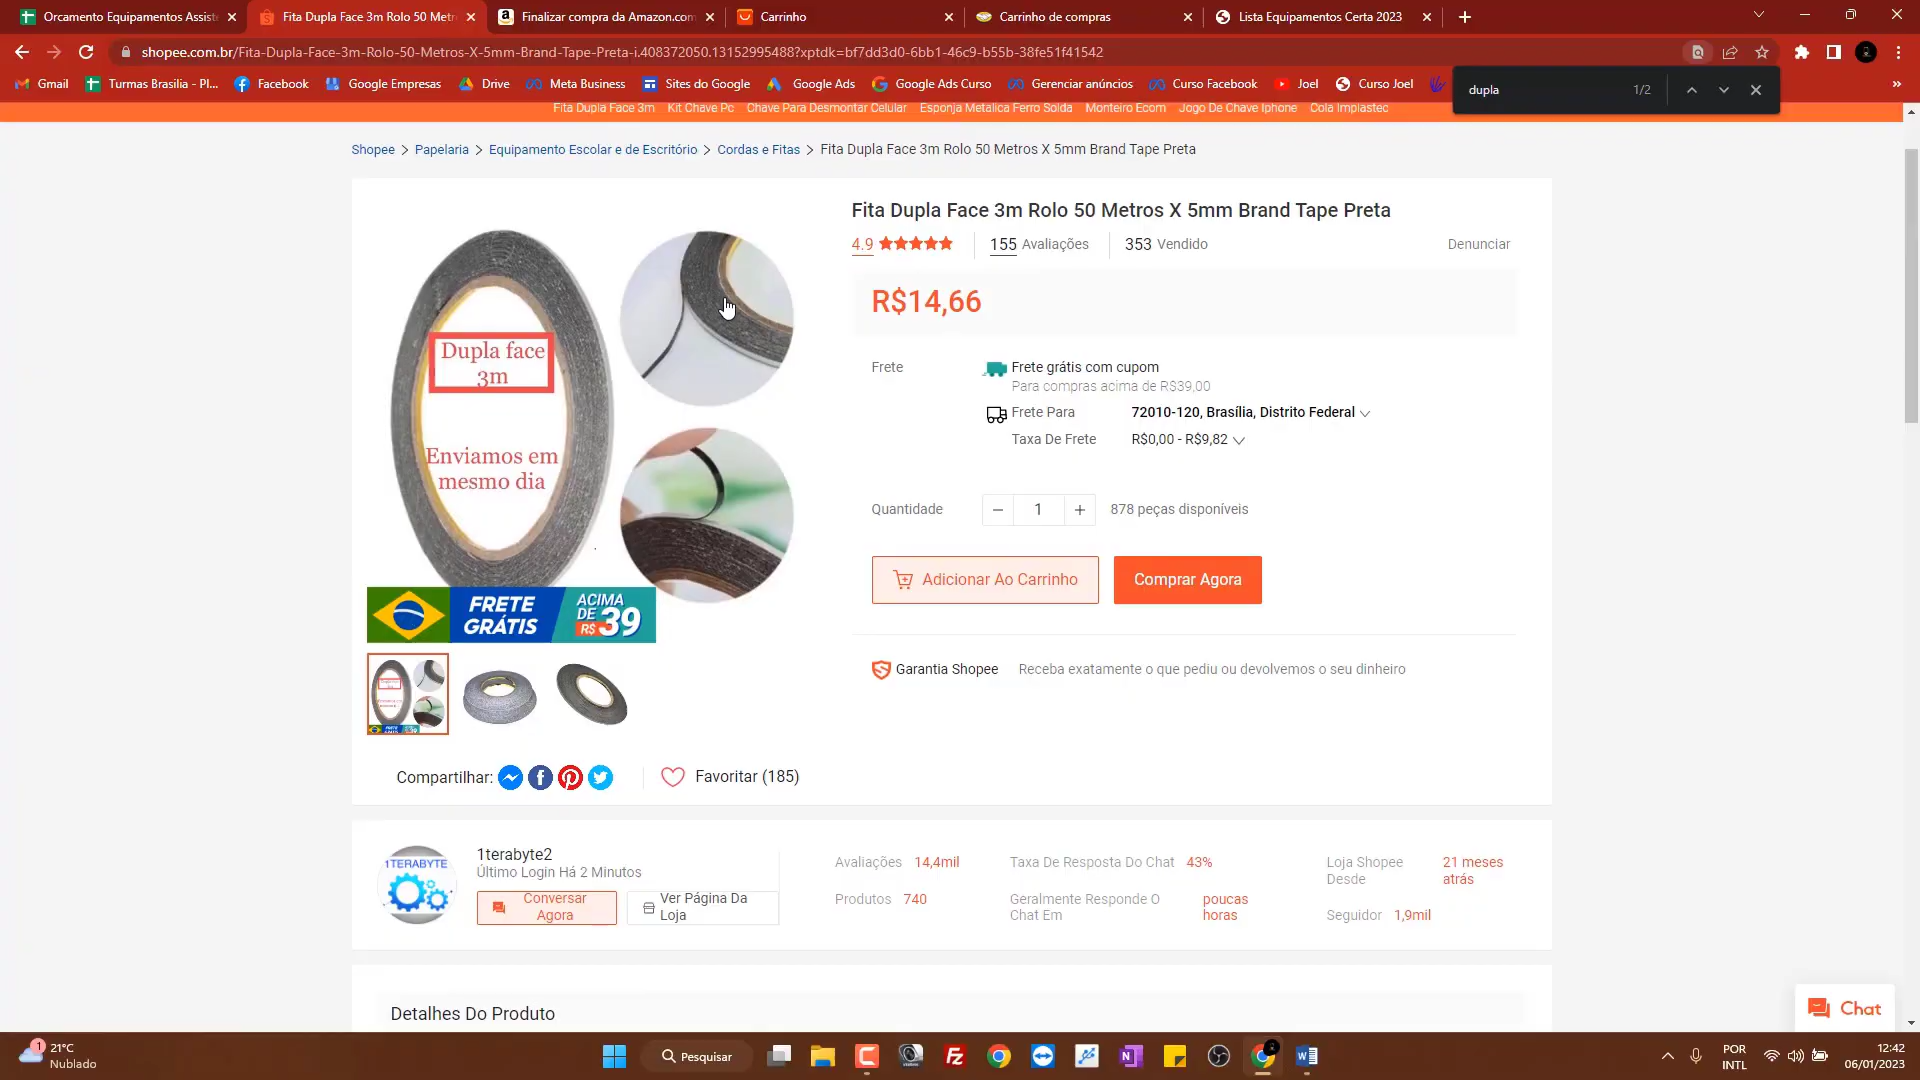 Orcamento Equipamentos Assist
Fita Dupla Face 3m Rolo 50 Metr
Finalizar compra da Amazon.com
Carrinho
Carrinho de compras
Lista Equipamentos Certa 2023
shopee.com.br/Fita-Dupla-Face-3m-Rolo-50-Metros-X-5mm-Brand-Tape-Preta-i.408372050.13152995488?xptdk=bf7dd3d0-6bb1-46c9-b55b-38fe51f41542
Gmail
Turmas Brasilia - Pl...
Facebook
Google Empresas
Drive
Meta Business
Sites do Google
Google Ads
Google Ads Curso
Gerenciar anúncios
Curso Facebook
Joel
Curso Joel
»
dupla
1/2
Fita Dupla Face 3m Kit Chave Pc Chave Para Desmontar Celular Esponja Metalica Ferro Solda Monteiro Ecom Jogo De Chave Iphone Cola Implastec
Shopee > Papelaria > Equipamento Escolar e de Escritório > Cordas e Fitas > Fita Dupla Face 3m Rolo 50 Metros X 5mm Brand Tape Preta
Dupla face
3m
Enviamos em
mesmo dia
FRETE
GRÁTIS
ACIMA
DE
R$ 39
Fita Dupla Face 3m Rolo 50 Metros X 5mm Brand Tape Preta
4.9
155 Avaliações
353 Vendido
Denunciar
R$14,66
Frete
Frete grátis com cupom
Para compras acima de R$39,00
Frete Para
72010-120, Brasília, Distrito Federal
Taxa De Frete
R$0,00 - R$9,82
Quantidade
1
878 peças disponíveis
Adicionar Ao Carrinho
Comprar Agora
Garantia Shopee
Receba exatamente o que pediu ou devolvemos o seu dinheiro
Compartilhar:
Favoritar (185)
1TERABYTE
1terabyte2
Último Login Há 2 Minutos
Conversar
Agora
Ver Página Da
Loja
Avaliações 14,4mil
Produtos 740
Taxa De Resposta Do Chat 43%
Geralmente Responde O
Chat Em
poucas
horas
Loja Shopee
Desde
21 meses
atrás
Seguidor 1,9mil
Detalhes Do Produto
Chat
1
21°C
Nublado
Pesquisar
POR
INTL
12:42
06/01/2023